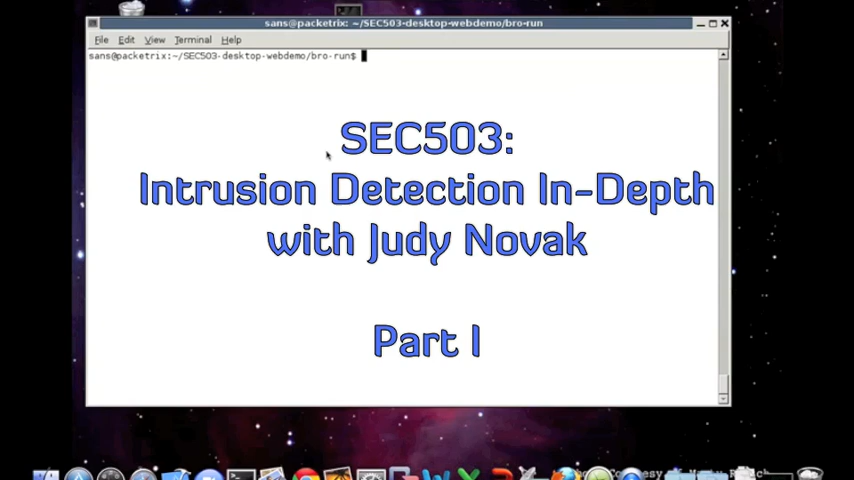 sans@packetrix: ~/SEC503-desktop-webdemo/bro-run
File Edit View Terminal Help
sans@packetrix:~/SEC503-desktop-webdemo/bro-run$
SEC503:
Intrusion Detection In-Depth
with Judy Novak
Part I